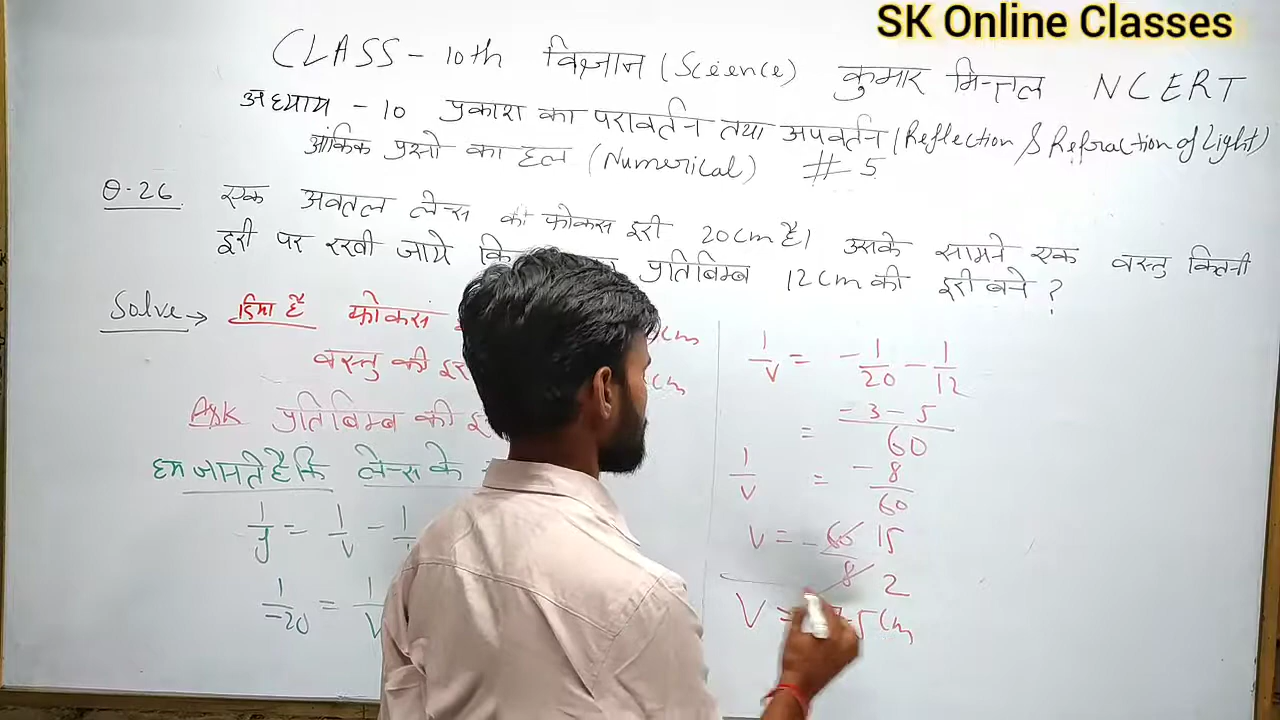 SK Online Classes
CLASS - 10th विज्ञान (Science) कुमार मित्तल NCERT
अध्याय - 10 प्रकाश का परावर्तन तथा अपवर्तन (Reflection & Refraction of Light)
आंकिक प्रश्नो का हल (Numerical) # 5
Q.26. एक अवतल लेन्स की फोकस दूरी 20cm है। उसके सामने एक वस्तु कितनी
दूरी पर रखी जाये कि प्रतिबिम्ब 12cm की दूरी बने ?
Solve → दिया है फोकस cm
वस्तु की दूर cm
Ask प्रतिबिम्ब की दू
हम जानते है कि लेन्स के
1/f = 1/v - 1/
1/-20 = 1/v
1/v = -1/20 - 1/12
= -3-5/60
1/v = -8/60
v = -60/8 15/2
V = .5cm